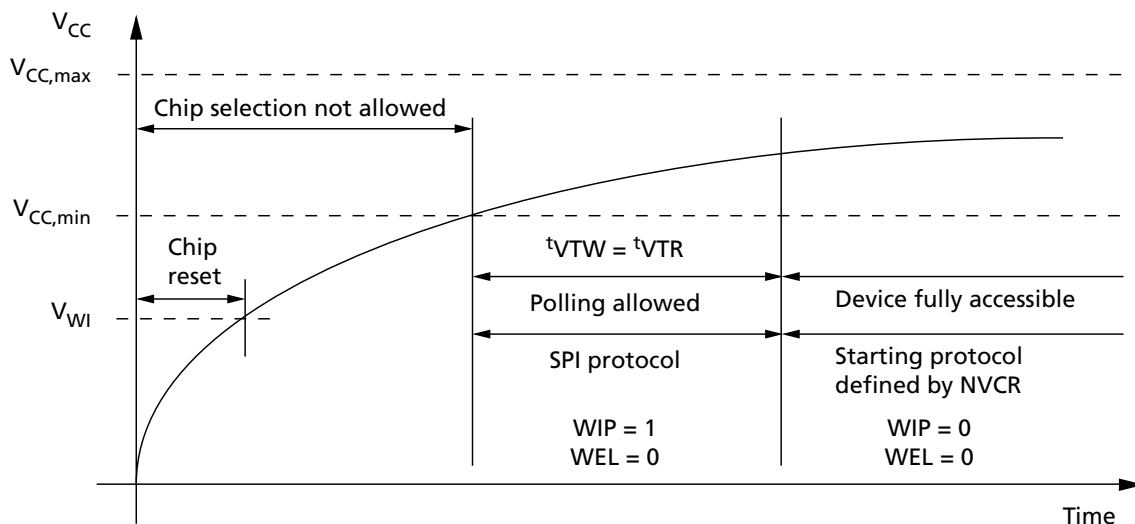 V_CC
V_CC,max
Chip selection not allowed
V_CC,min
Chip
reset
tVTW = tVTR
V_WI
Polling allowed
Device fully accessible
SPI protocol
Starting protocol
defined by NVCR
WIP = 1
WEL = 0
WIP = 0
WEL = 0
Time